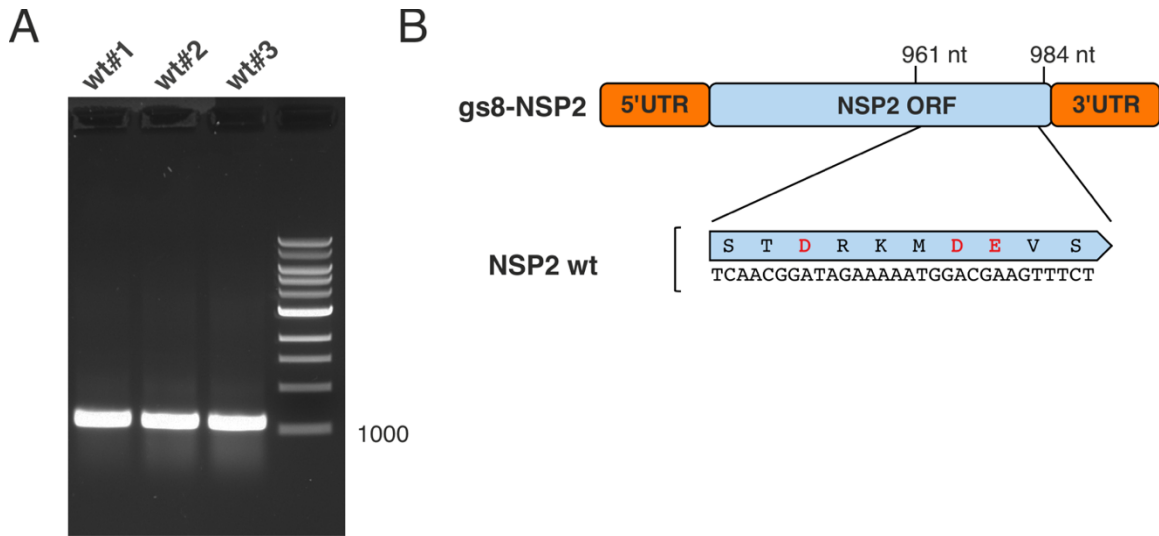 A
wt#1 wt#2 wt#3
1000
B
961 nt 984 nt
gs8-NSP2 5'UTR NSP2 ORF 3'UTR
NSP2 wt
S T D R K M D E V S
TCAACGGATAGAAAAATGGACGAAGTTTCT